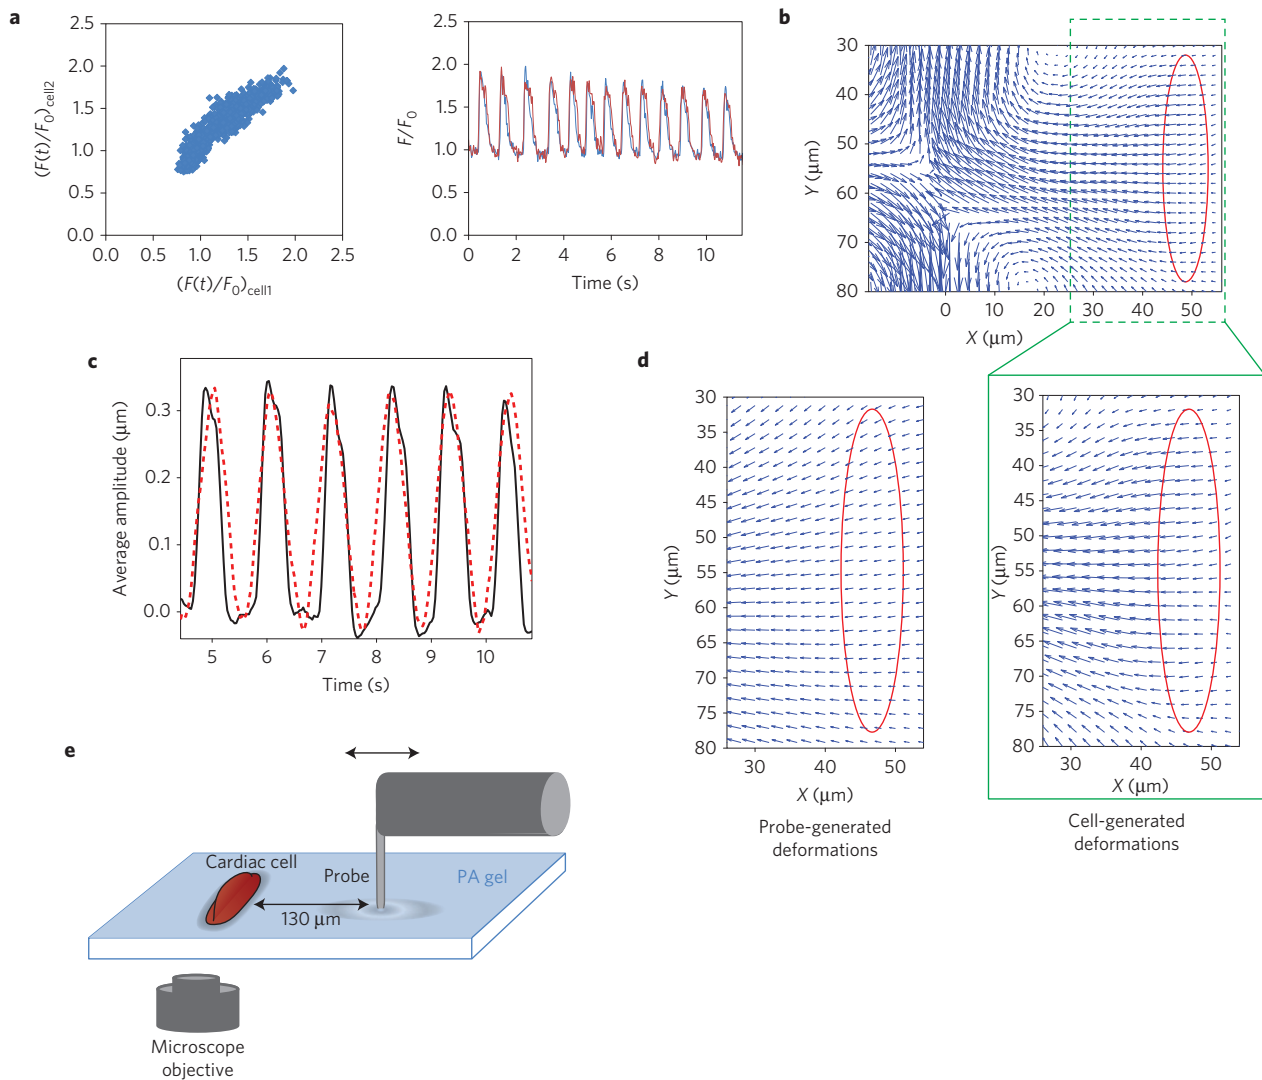 a
2.5
2.0
1.5
1.0
0.5
0.0
0.0 0.5 1.0 1.5 2.0 2.5
(F(t)/F0)cell2
(F(t)/F0)cell1
2.5
2.0
1.5
1.0
0.5
0.0
0 2 4 6 8 10
F/F0
Time (s)
b
30
40
50
60
70
80
0 10 20 30 40 50
Y (μm)
X (μm)
c
0.3
0.2
0.1
0.0
5 6 7 8 9 10
Average amplitude (μm)
Time (s)
d
30
35
40
45
50
55
60
65
70
75
80
30 40 50
Y (μm)
X (μm)
Probe-generated
deformations
30
35
40
45
50
55
60
65
70
75
80
30 40 50
Y (μm)
X (μm)
Cell-generated
deformations
e
Cardiac cell
Probe
PA gel
130 μm
Microscope
objective